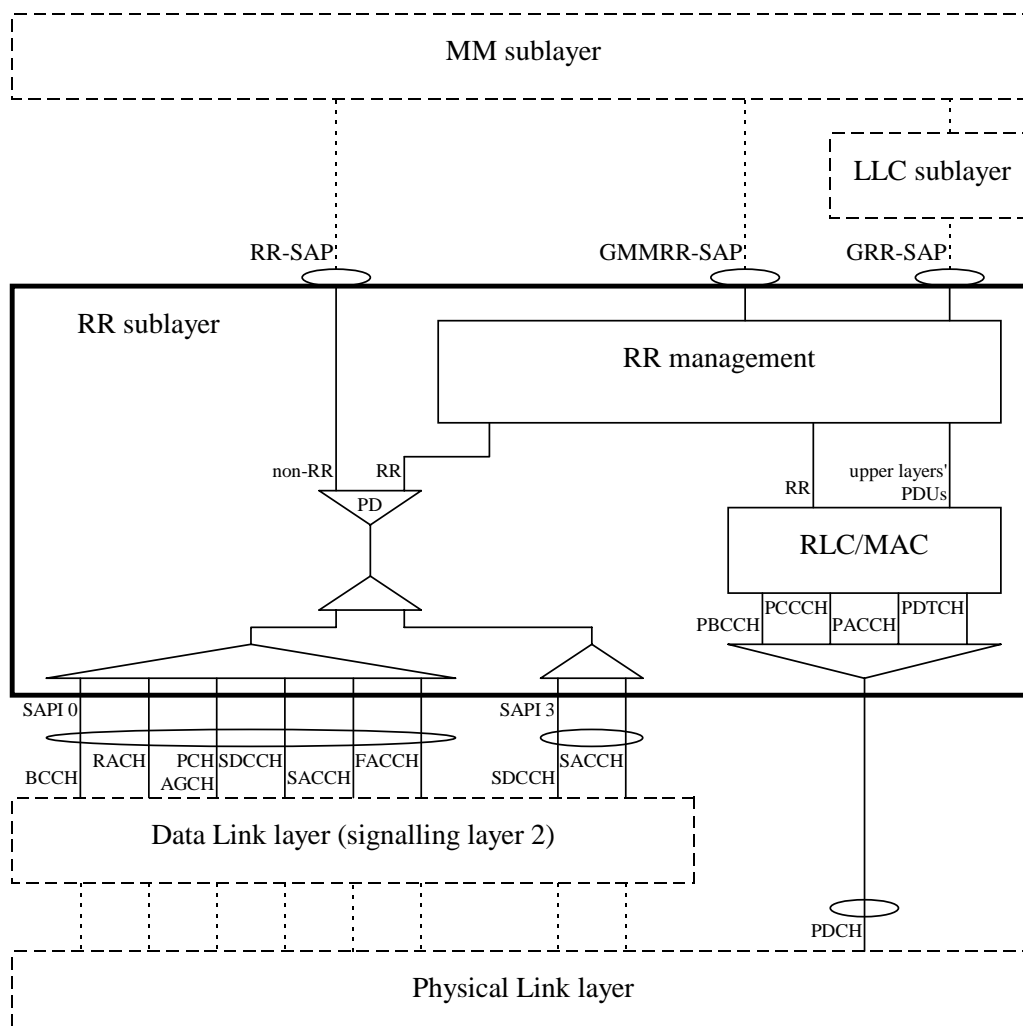 MM sublayer
LLC sublayer
RR-SAP
GMMRR-SAP
GRR-SAP
RR sublayer
RR management
non-RR
RR
PD
RR
upper layers'
PDUs
RLC/MAC
PBCCH
PCCCH
PACCH
PDTCH
SAPI 0
SAPI 3
BCCH
RACH
PCH
AGCH
SDCCH
SACCH
FACCH
SDCCH
SACCH
Data Link layer (signalling layer 2)
PDCH
Physical Link layer